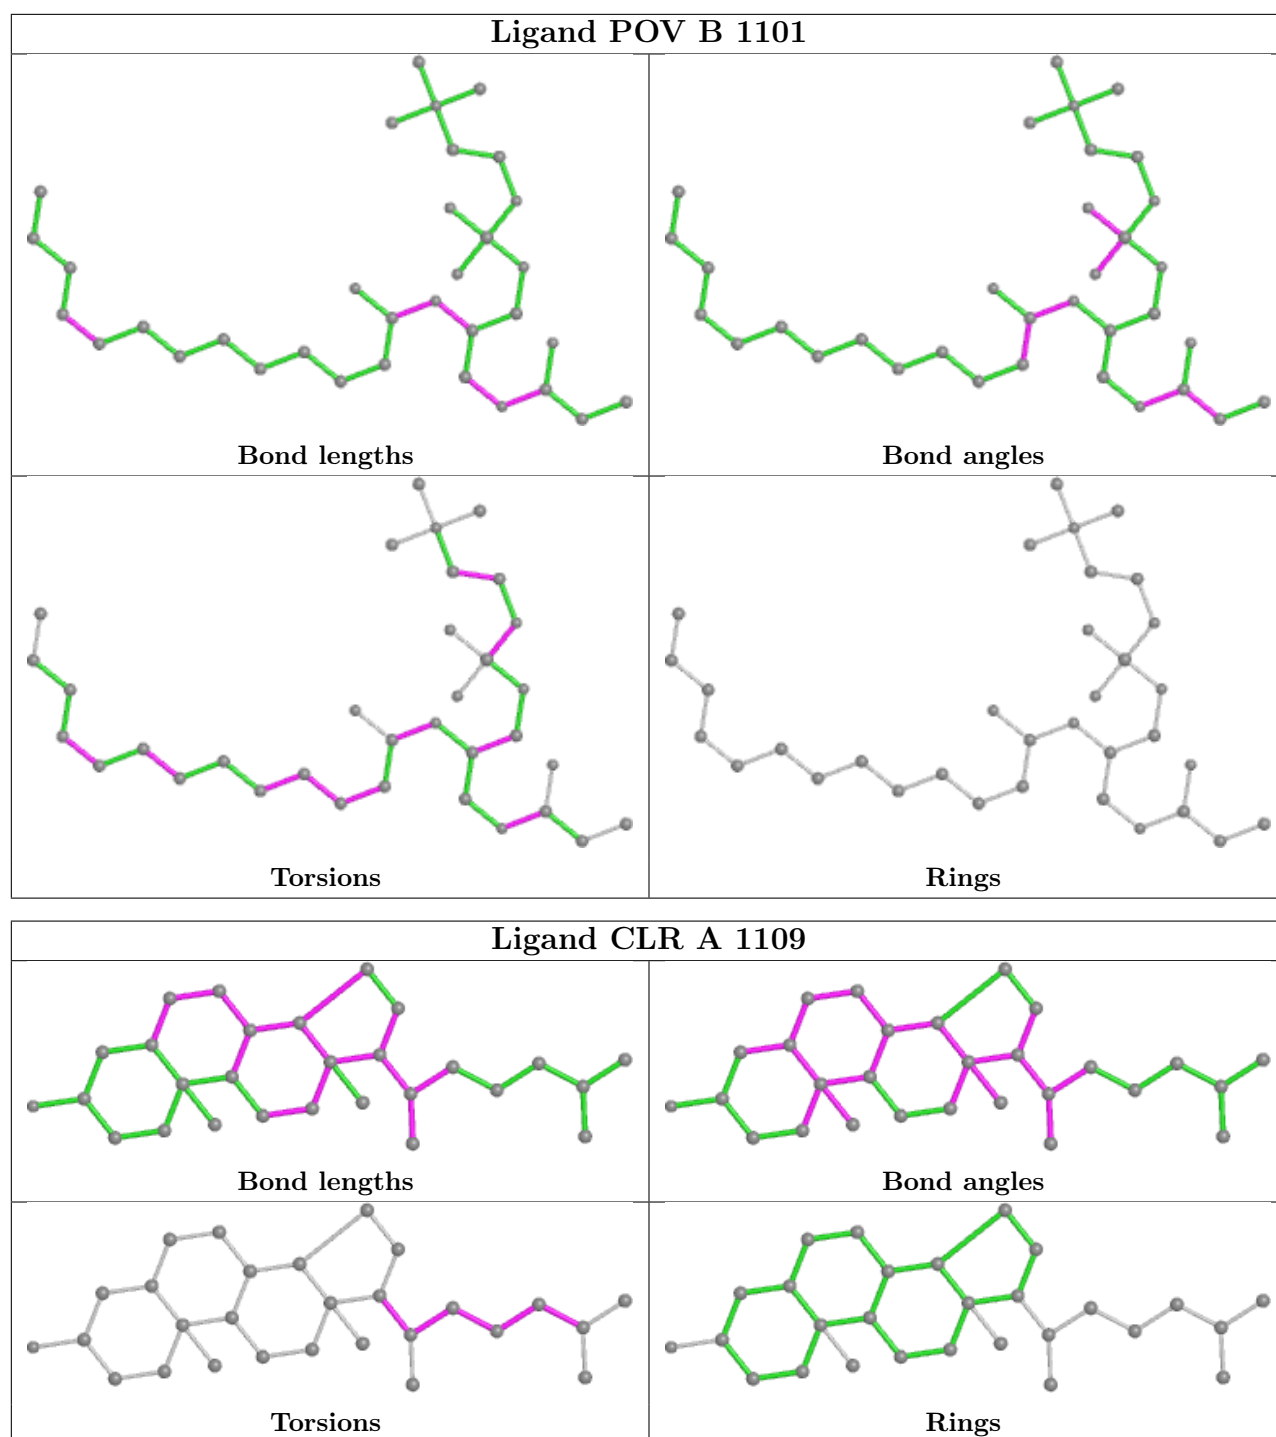 Ligand POV B 1101
Bond lengths
Bond angles
Torsions
Rings
Ligand CLR A 1109
Bond lengths
Bond angles
Torsions
Rings